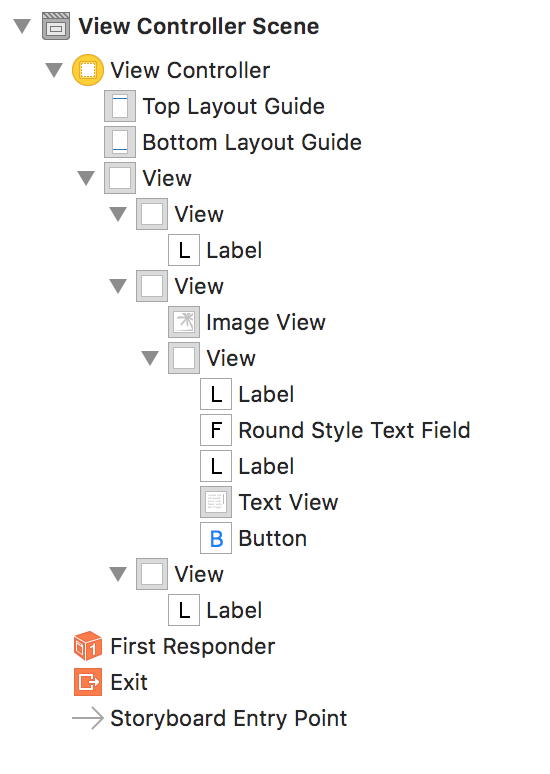 View Controller Scene
View Controller
Top Layout Guide
Bottom Layout Guide
View
View
L Label
View
Image View
View
L Label
F Round Style Text Field
L Label
Text View
B Button
View
L Label
1 First Responder
Exit
Storyboard Entry Point